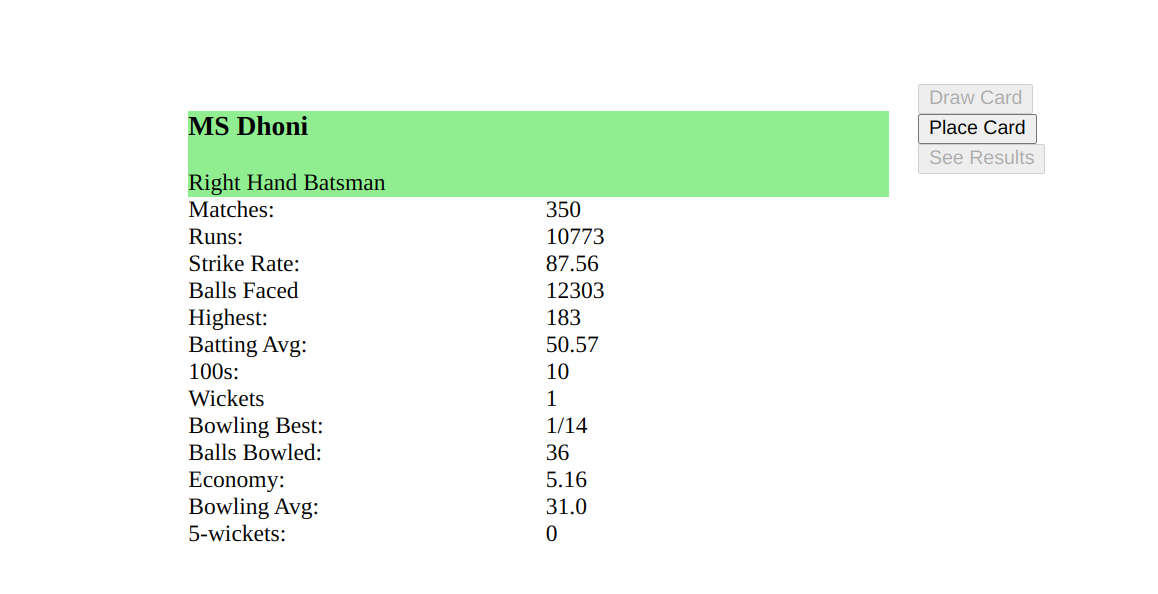 MS Dhoni
Right Hand Batsman
Matches: 350
Runs: 10773
Strike Rate: 87.56
Balls Faced 12303
Highest: 183
Batting Avg: 50.57
100s: 10
Wickets 1
Bowling Best: 1/14
Balls Bowled: 36
Economy: 5.16
Bowling Avg: 31.0
5-wickets: 0
Draw Card
Place Card
See Results